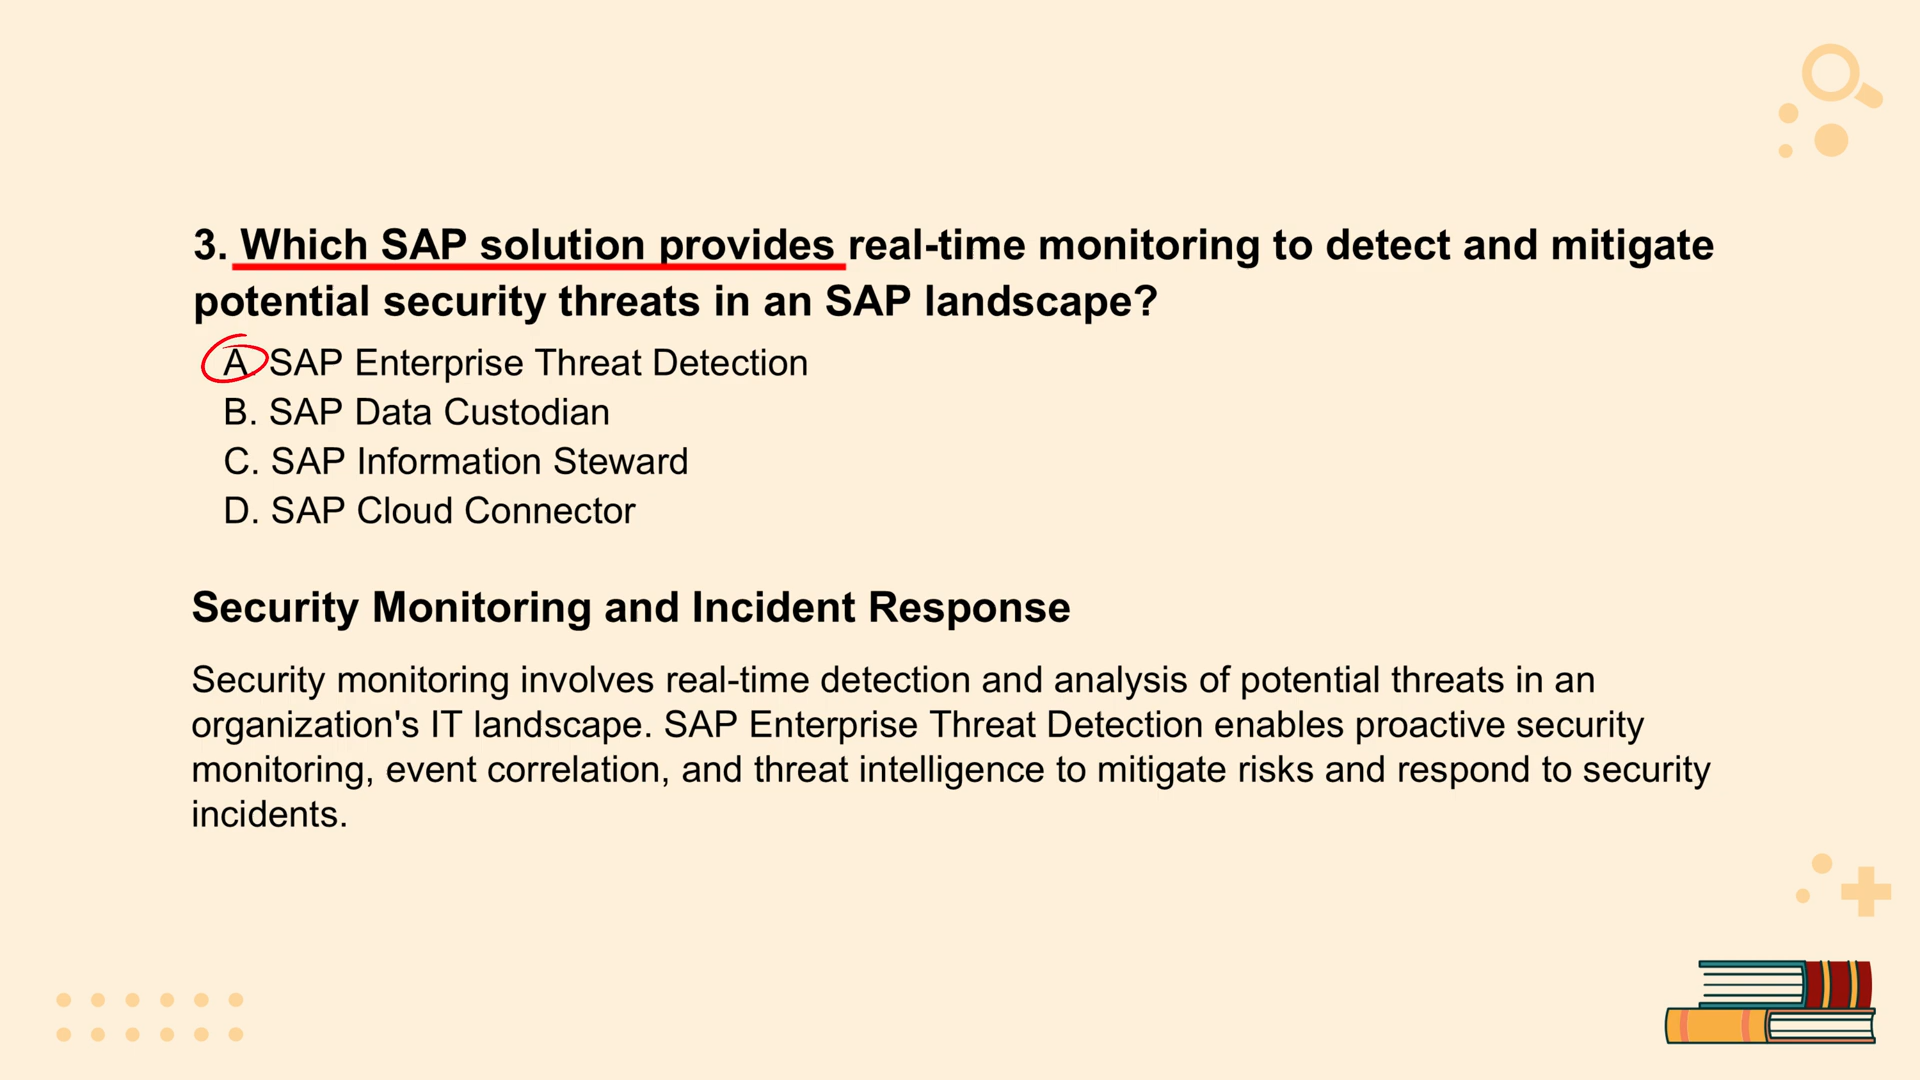 3. Which SAP solution provides real-time monitoring to detect and mitigate
potential security threats in an SAP landscape?
A. SAP Enterprise Threat Detection
B. SAP Data Custodian
C. SAP Information Steward
D. SAP Cloud Connector
Security Monitoring and Incident Response
Security monitoring involves real-time detection and analysis of potential threats in an
organization's IT landscape. SAP Enterprise Threat Detection enables proactive security
monitoring, event correlation, and threat intelligence to mitigate risks and respond to security
incidents.